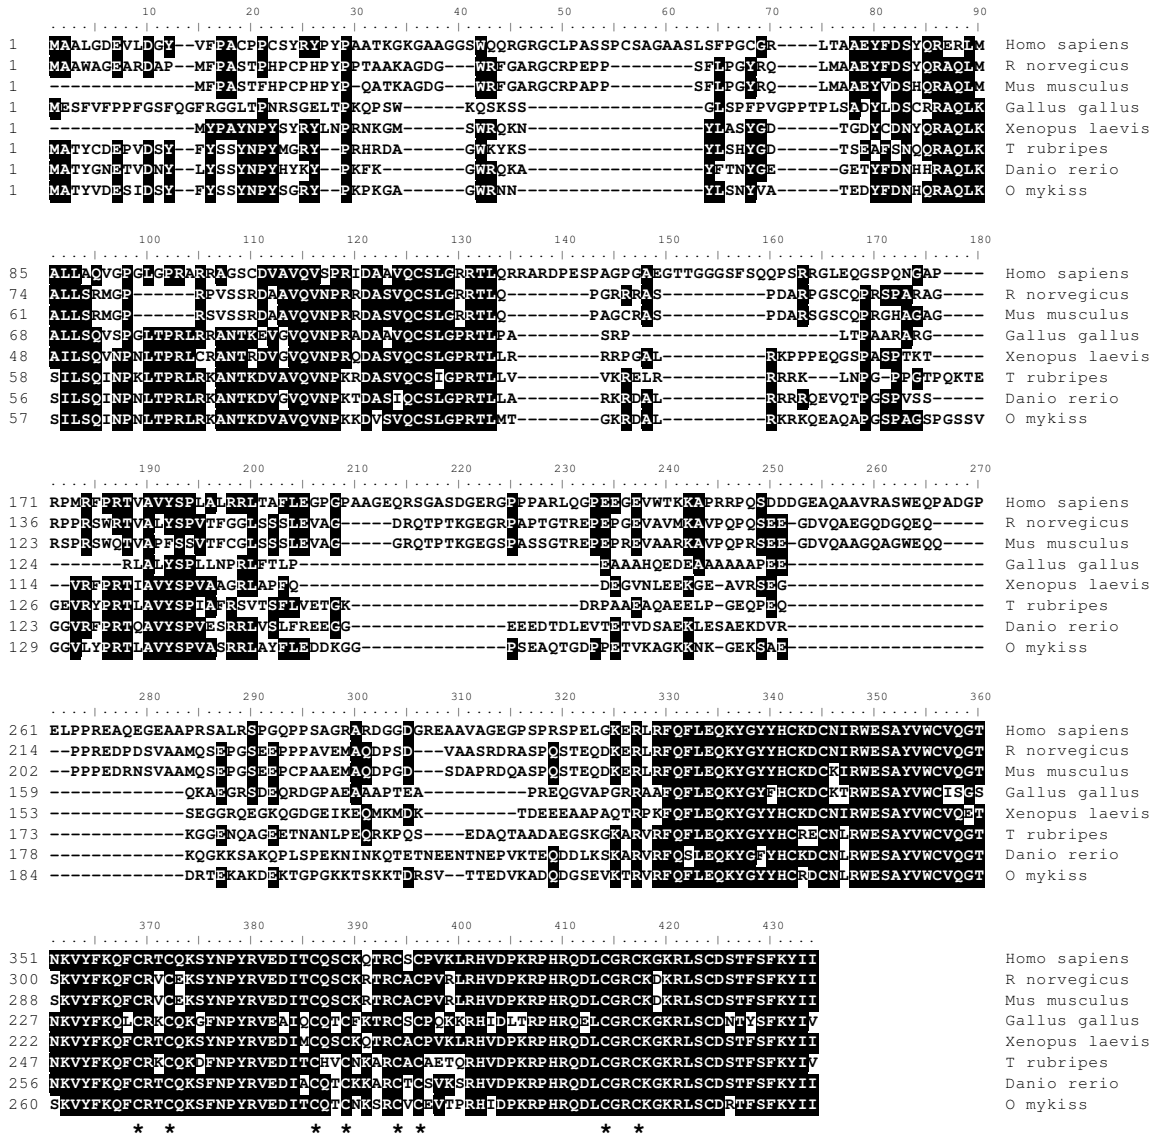 10 20 30 40 50 60 70 80 90
1 MAALGDEVLDGY--VFPACPPCSYRYPYPAATKGKGAAGGSWQQRGRGCLPASSPCSAGAASLSFPGCGR----LTAAEYFDSYQRERLM Homo sapiens
1 MAAWAGEARDAP--MFPASTPHPCPHPYPPTAAKAGDG---WRFGARGCRPAPP--------SFLPGYRQ----LMAAEYFDSYQRAQLM R norvegicus
1 --------------MFPASTFHPCPHPYP-QATKAGDG---WRFGARGCRPEPP--------SFLPGYRQ----LMAAEYVDSHQRAQLM Mus musculus
1 MESFVFPPFGSFQGFRGGLTPNRSGELTPKQPSW-------KQSKSS---------------GLSPFPVGPPTPLSADYLDSCRRAQLK Gallus gallus
1 --------------MYPAYNPYSYRYLNPRNKGM-------SWRQKN---------------YLASYGD------TGDYCDNYQRAQLK Xenopus laevis
1 MATYCDEPVDSY--FYSSYNPYMGRY--PRHRDA------GWKYKS----------------YLSHYGD------TSEAFSNQQRAQLK T rubripes
1 MATYGNETVDNY--LYSSYNPYHYKY--PKFK--------GWRQKA----------------YFTNYGE------GETYFDNHHRAQLK Danio rerio
1 MATYVDESIDSY--FYSSYNPYSGRY--PKPKGA------GWRNN-----------------YLSNYVA------TEDYFDNHQRAQLK O mykiss
100 110 120 130 140 150 160 170 180
85 ALLAQVGPGLGPRARRAGSCDVAVQVSPRIDAAVQCSLGRRTLQRRARDPESPAGPGAEGTTGGGSFSQQPSRRGLEQGSPQNGAP---- Homo sapiens
74 ALLSRMGP------RPVSSRDAAVQVNPRRDASVQCSLGRRTLQ--------PGRRRAS----------PDARPGSCQPRSPARAG---- R norvegicus
61 ALLSRMGP------RSVSSRDAAVQVNPRRDASVQCSLGRRTLQ--------PAGCRAS----------PDARSGSCQPRGHAGAG---- Mus musculus
68 ALLSQVSPGLTPRLRRANTKEVGVQVNPRADAAVQCSLGRRTLPA-------SRP--------------------LTPAARARG------ Gallus gallus
48 AILSQVNPNLTPRLCRANTRDVGVQVNPRQDASVQCSLGPRTLLR-------RRPGAL-----------RKPPPEQGSPASPTKT----- Xenopus laevis
58 SILSQINPKLTPRLRKANTKDVAVQVNPKRDASVQCSIGPRTLLV-------VKRELR-----------RRRK--LNPG-PPGTPQKTE T rubripes
56 SILSQINPNLTPRLRKANTKDVGVQVNPKTDASIQCSLGPRTLLA-------RKRDAL-----------RRRRQEVQTPGSPVSS----- Danio rerio
57 SILSQINPNLTPRLRKANTKDVAVQVNPKKDVSVQCSLGPRTLMT-------GKRDAL-----------RKRKQEAQAPGSPAGSPGSSV O mykiss
190 200 210 220 230 240 250 260 270
171 RPMRFPRTVAVYSPLALRRLTAFLEGPGPAAGEQRSGASDGERGPPPARLQGPEEGEVWTKKAPRRPQSDDDGEAQAAVRASWEQPADGP Homo sapiens
136 RPPRSWRTVALYSPVTFGGLSSSLEVAG-----DRQTPTKGEGRPAPTGTREPEPGEVAVMKAVPQPQSEE-GDVQAEGQDGQEQ----- R norvegicus
123 RSPRSWQTVAPFSSVTFCGLSSSLEVAG-----GRQTPTKGEGSPASSGTREPEPREVAARKAVPQPRSEE-GDVQAAGQAGWEQQ---- Mus musculus
124 -------RLALYSPLLNPRLFTLP--------------------------EAAAHQEDEAAAAAAPEE------------------- Gallus gallus
114 --VRFPRTIAVYSPVAAGRLAPFQ--------------------------DEGVNLEEKGE-AVRSEG------------------- Xenopus laevis
126 GEVRYPRTLAVYSPIAFRSVTSFLVETGK----------------------DRPAAEAQAEELP-GEQPEQ------------------- T rubripes
123 GGVRFPRTQAVYSPVESRRLVSLFREEGG---------------EEEDTDLEVTETVDSAEKLESAEKDVR------------------- Danio rerio
129 GGVLYPRTLAVYSPVASRRLAYFLEDDKGG--------------PSEAQTGDPPETVKAGKKNK-GEKSAE------------------- O mykiss
280 290 300 310 320 330 340 350 360
261 ELPPREAQEGEAAPRSALRSPGQPPSAGRARDGGDGREAAVAGEGPSPRSPELGKERLRFQFLEQKYGYYHCKDCNIRWESAYVWCVQGT Homo sapiens
214 --PPREDPDSVAAMQSEPGSEEPPPAVEMAQDPSD---VAASRDRASPQSTEQDKERLRFQFLEQKYGYYHCKDCNIRWESAYVWCVQGT R norvegicus
202 --PPPEDRNSVAAMQSEPGSEEPCPAAEMAQDPGD---SDAPRDQASPQSTEQDKERLRFQFLEQKYGYYHCKDCKIRWESAYVWCVQGT Mus musculus
159 -------------QKAEGRSDEQRDGPAEAAAPTEA----------PREQGVAPGRRAAFQFLEQKYGYFHCKDCKTRWESAYVWCISGS Gallus gallus
153 -------------SEGGRQEGKQGDGEIKEQMKMDK---------TDEEEAAPAQTRPKFQFLEQKYGYYHCKDCNIRWESAYVWCVQET Xenopus laevis
173 -------------KGGENQAGEETNANLPEQRKPQS----EDAQTAADAEGSKGKARVRFQFLEQKYGYYHCRECNLRWESAYVWCVQGT T rubripes
178 -------------KQGKKSAKQPLSPEKNINKQTETNEENTNEPVKTEQDDLKSKARVRFQSLEQKYGFYHCKDCNLRWESAYVWCVQGT Danio rerio
184 -------------DRTEKAKDEKTGPGKKTSKKTDRSV--TTEDVKADQDGSEVKTRVRFQFLEQKYGYYHCRDCNLRWESAYVWCVQGT O mykiss
370 380 390 400 410 420 430
351 NKVYFKQFCRTCQKSYNPYRVEDITCQSCKQTRCSCPVKLRHVDPKRPHRQDLCGRCKGKRLSCDSTFSFKYII Homo sapiens
300 SKVYFKQFCRVCEKSYNPYRVEDITCQSCKRTRCACPVRLRHVDPKRPHRQDLCGRCKDKRLSCDSTFSFKYII R norvegicus
288 SKVYFKQFCRVCEKSYNPYRVEDITCQSCKRTRCACPVRLRHVDPKRPHRQDLCGRCKDKRLSCDSTFSFKYII Mus musculus
227 NKVYFKQLCRKCQKGFNPYRVEAIQCQTCFKTRCSCPQKKRHIDLTRPHRQELCGRCKGKRLSCDNTYSFKYIV Gallus gallus
222 NKVYFKQFCRTCQKSYNPYRVEDIMCQSCKQTRCACPVKLRHVDPKRPHRQDLCGRCKGKRLSCDSTFSFKYII Xenopus laevis
247 NKVYFKQFCRKCQKDFNPYRVEDITCHVCNKARCACAETQRHVDPKRPHRQDLCGRCKGKRLSCDSTFSFKYIV T rubripes
256 NKVYFKQFCRTCQKSFNPYRVEDIACQTCKKARCTCSVKSRHVDPKRPHRQDLCGRCKGKRLSCDSTFSFKYII Danio rerio
260 SKVYFKQFCRTCQKSFNPYRVEDITCQTCNKSRCVCEVTPRHIDPKRPHRQDLCGRCKGKRLSCDRTFSFKYII O mykiss
* * * * * * * *